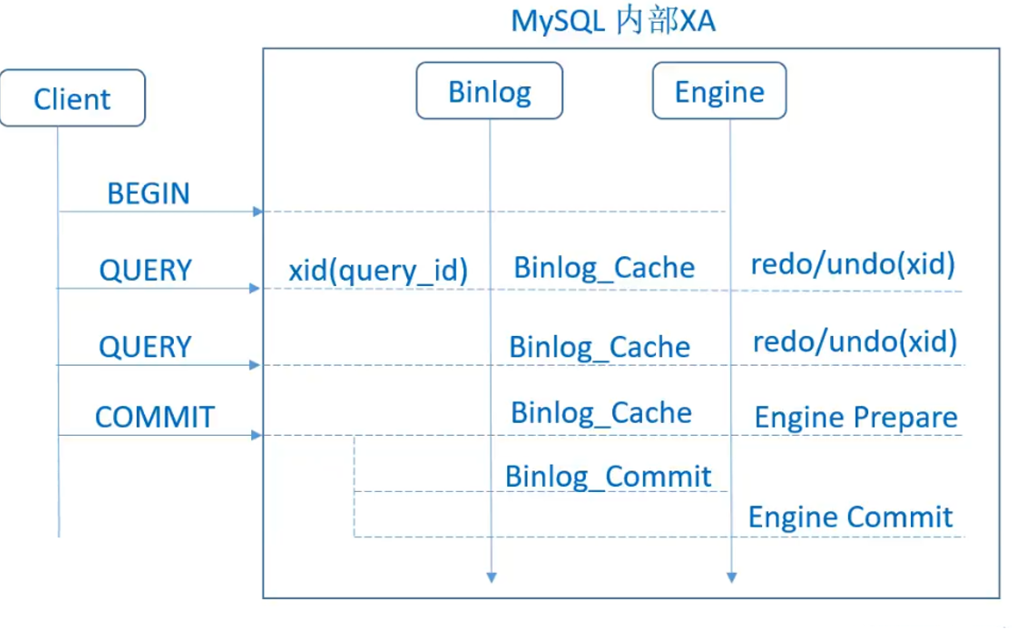 MySQL 内部XA
Client
Binlog
Engine
BEGIN
QUERY
xid(query_id)
Binlog_Cache
redo/undo(xid)
QUERY
Binlog_Cache
redo/undo(xid)
COMMIT
Binlog_Cache
Engine Prepare
Binlog_Commit
Engine Commit